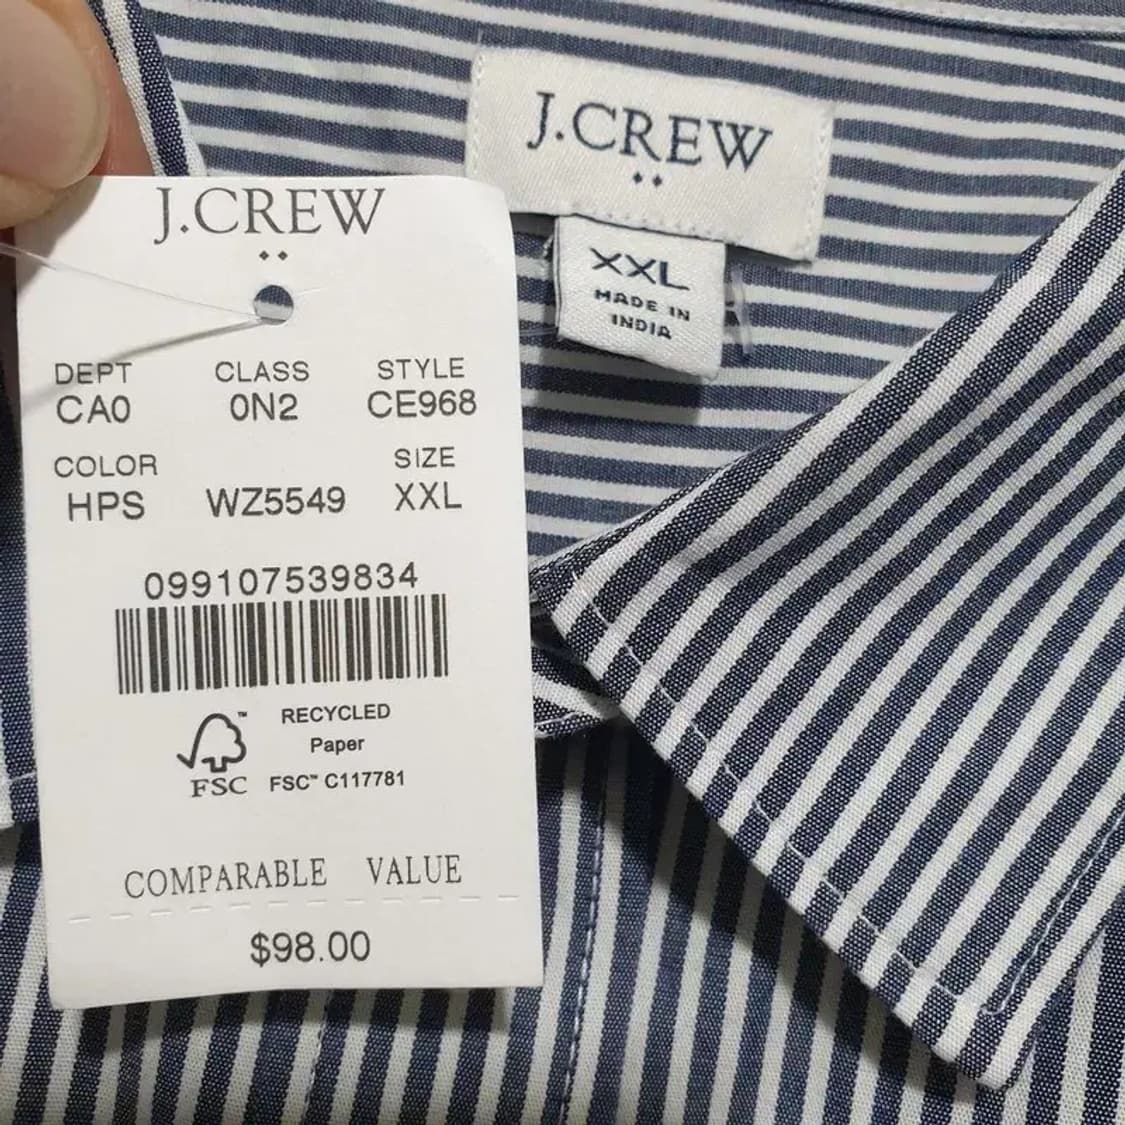 J.CREW
XXL
MADE IN
INDIA
J.CREW
DEPT CLASS STYLE
CA0 0N2 CE968
COLOR SIZE
HPS WZ5549 XXL
099107539834
RECYCLED
Paper
FSC™ C117781
™
FSC
COMPARABLE VALUE
$98.00